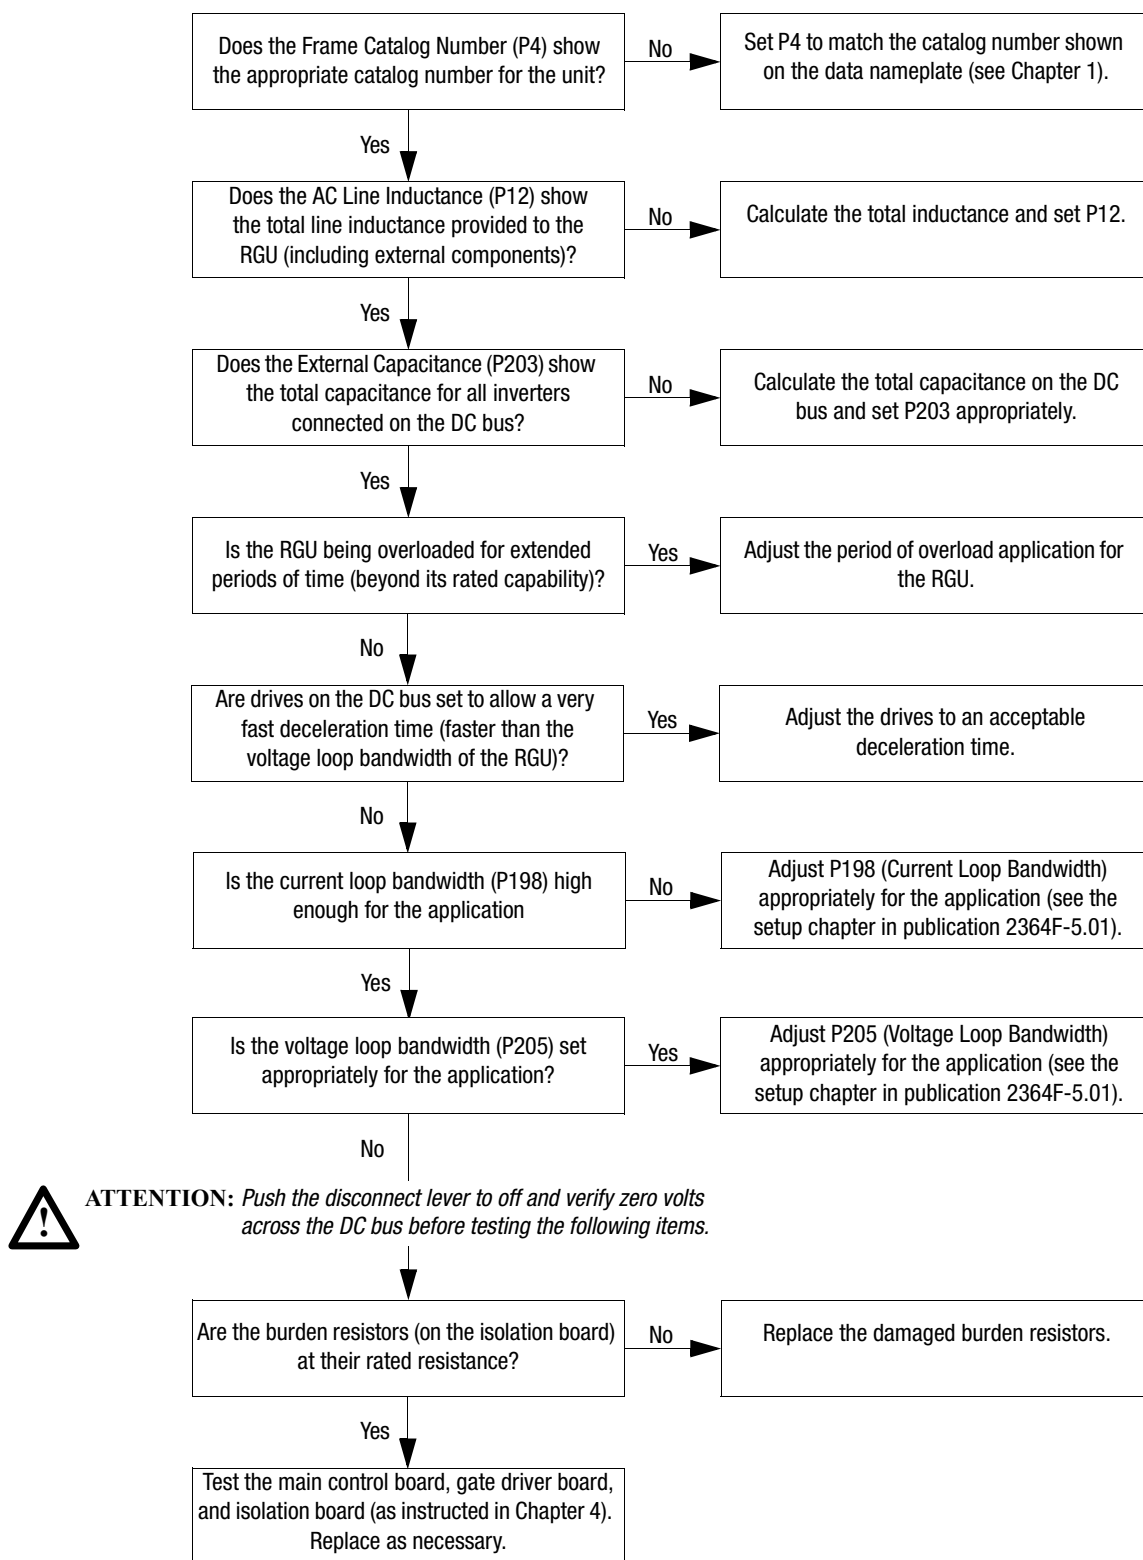 Does the Frame Catalog Number (P4) show
the appropriate catalog number for the unit?
No
Set P4 to match the catalog number shown
on the data nameplate (see Chapter 1).
Yes
Does the AC Line Inductance (P12) show
the total line inductance provided to the
RGU (including external components)?
No
Calculate the total inductance and set P12.
Yes
Does the External Capacitance (P203) show
the total capacitance for all inverters
connected on the DC bus?
No
Calculate the total capacitance on the DC
bus and set P203 appropriately.
Yes
Is the RGU being overloaded for extended
periods of time (beyond its rated capability)?
Yes
Adjust the period of overload application for
the RGU.
No
Are drives on the DC bus set to allow a very
fast deceleration time (faster than the
voltage loop bandwidth of the RGU)?
Yes
Adjust the drives to an acceptable
deceleration time.
No
Is the current loop bandwidth (P198) high
enough for the application
No
Adjust P198 (Current Loop Bandwidth)
appropriately for the application (see the
setup chapter in publication 2364F-5.01).
Yes
Is the voltage loop bandwidth (P205) set
appropriately for the application?
Yes
Adjust P205 (Voltage Loop Bandwidth)
appropriately for the application (see the
setup chapter in publication 2364F-5.01).
No
! ATTENTION: Push the disconnect lever to off and verify zero volts
across the DC bus before testing the following items.
Are the burden resistors (on the isolation board)
at their rated resistance?
No
Replace the damaged burden resistors.
Yes
Test the main control board, gate driver board,
and isolation board (as instructed in Chapter 4).
Replace as necessary.